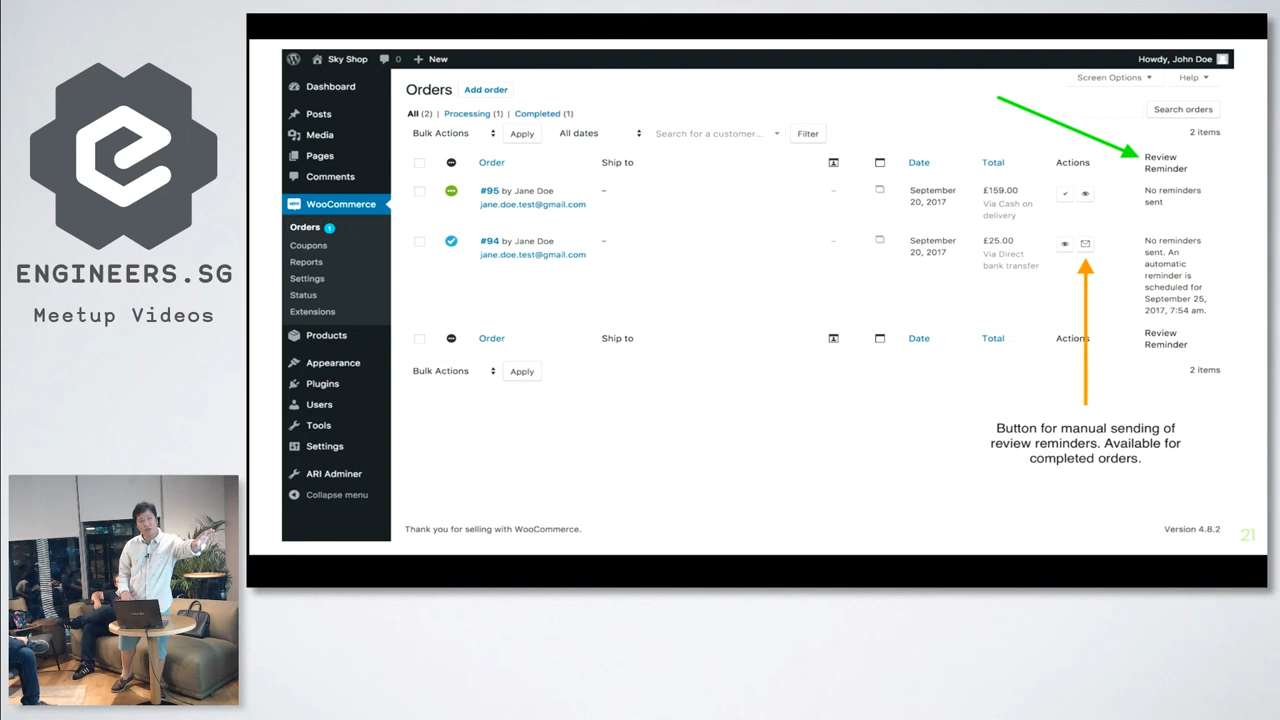 ENGINEERS.SG
Meetup Videos
Sky Shop 0 New Howdy, John Doe
Screen Options Help
Dashboard
Posts
Media
Pages
Comments
WooCommerce
Orders 1
Coupons
Reports
Settings
Status
Extensions
Products
Appearance
Plugins
Users
Tools
Settings
ARI Adminer
Collapse menu
Orders Add order
Search orders
All (2) | Processing (1) | Completed (1)
Bulk Actions Apply All dates Search for a customer... Filter
2 items
Order Ship to Date Total Actions Review
Reminder
#95 by Jane Doe – – September £159.00 No reminders
jane.doe.test@gmail.com 20, 2017 Via Cash on sent
delivery
#94 by Jane Doe – – September £25.00 No reminders
jane.doe.test@gmail.com 20, 2017 Via Direct sent. An
bank transfer automatic
reminder is
scheduled for
September 25,
2017, 7:54 am.
Order Ship to Date Total Actions Review
Reminder
Bulk Actions Apply 2 items
Button for manual sending of
review reminders. Available for
completed orders.
Thank you for selling with WooCommerce. Version 4.8.2
21